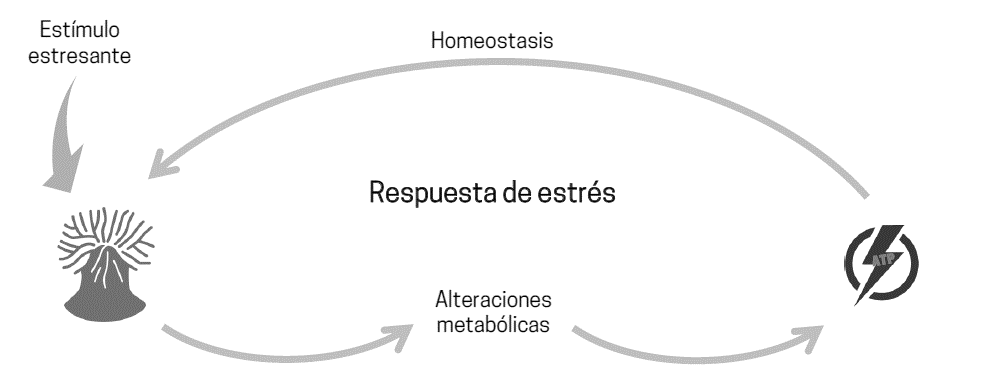 Estímulo
estresante
Homeostasis
Respuesta de estrés
ATP
Alteraciones
metabólicas